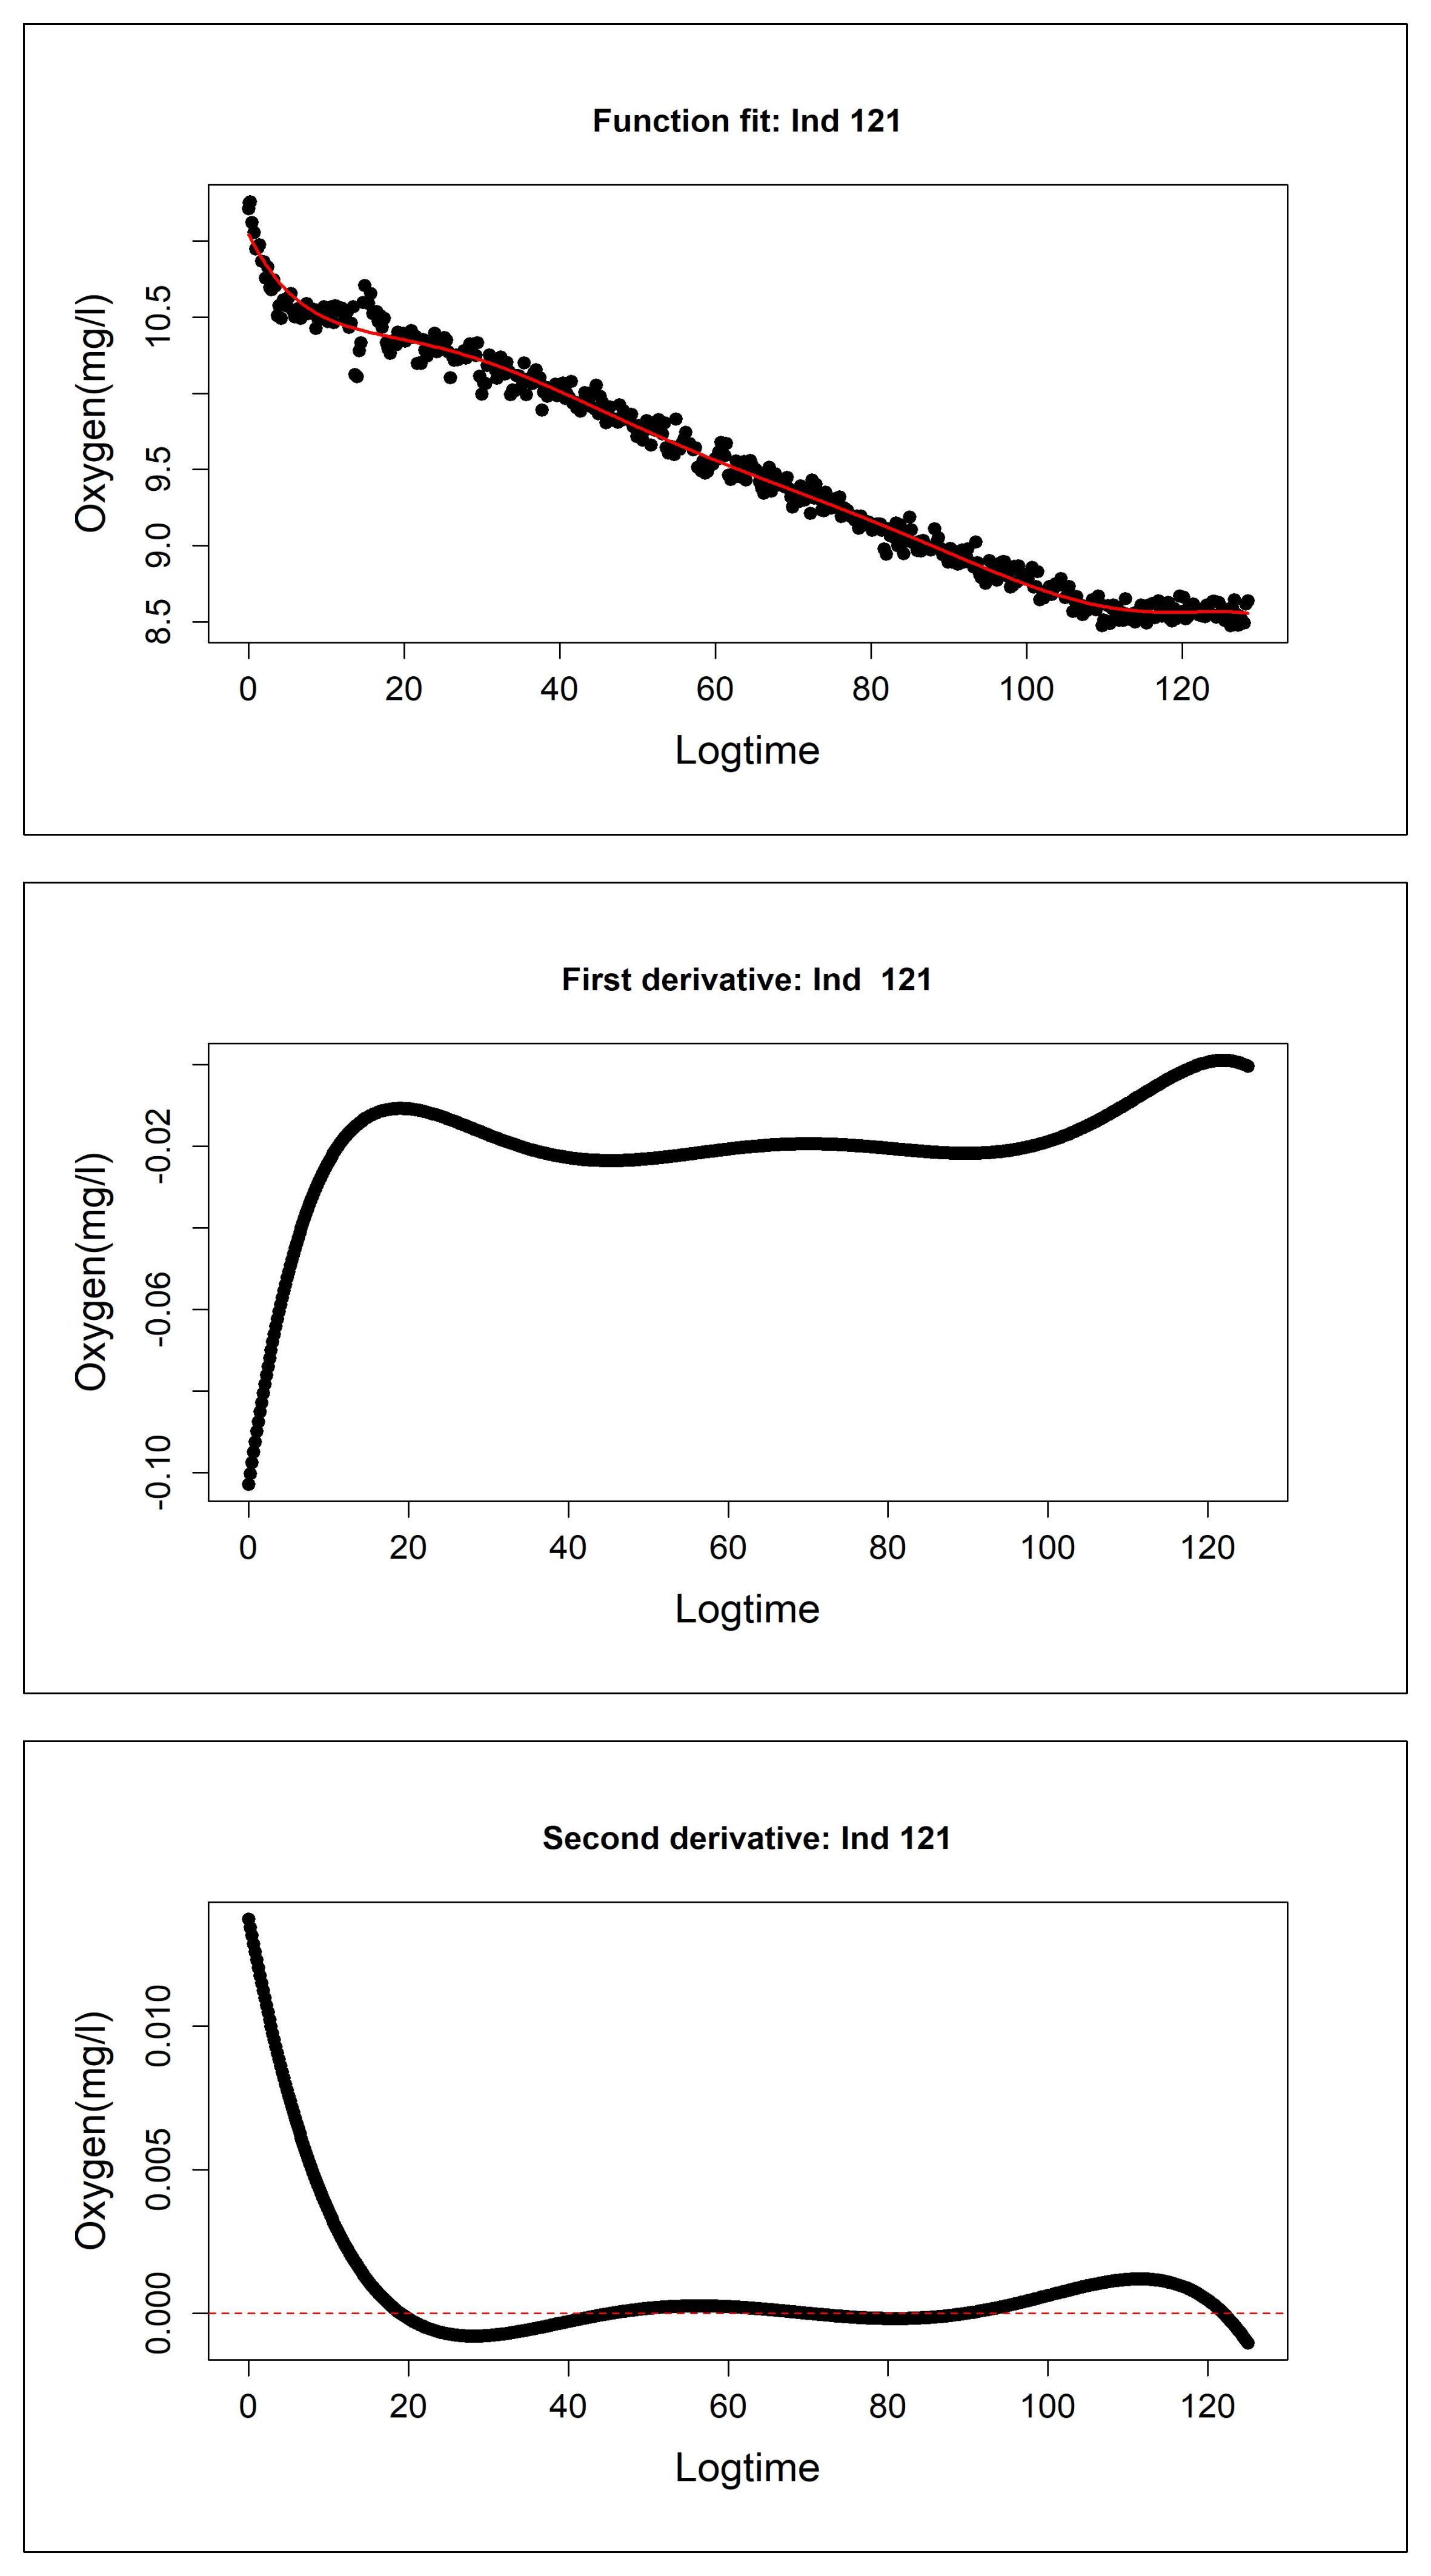 Function fit: Ind 121
Oxygen(mg/l)
10.5
9.5
9.0
8.5
0 20 40 60 80 100 120
Logtime
First derivative: Ind  121
Oxygen(mg/l)
-0.02
-0.06
-0.10
0 20 40 60 80 100 120
Logtime
Second derivative: Ind 121
Oxygen(mg/l)
0.010
0.005
0.000
0 20 40 60 80 100 120
Logtime